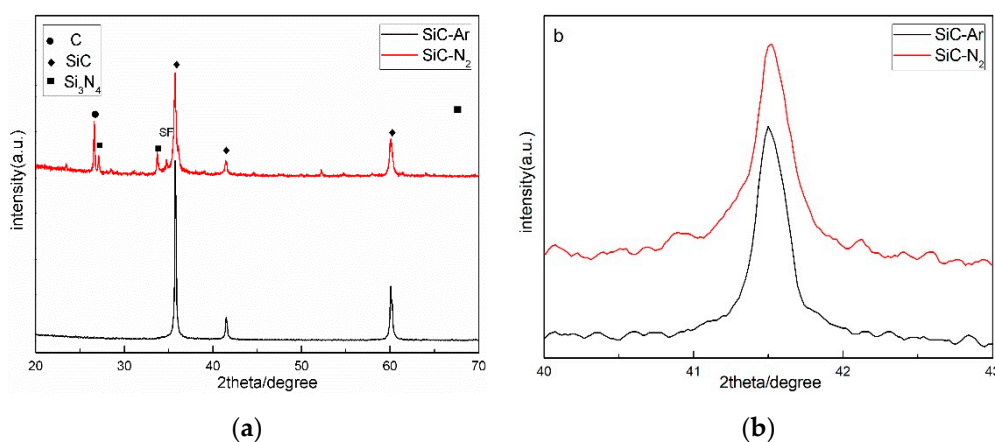 C
SiC
Si₃N₄
SiC-Ar
SiC-N₂
SF
intensity(a.u.)
20 30 40 50 60 70
2theta/degree
(a)
b
SiC-Ar
SiC-N₂
intensity(a.u.)
40 41 42 43
2theta/degree
(b)